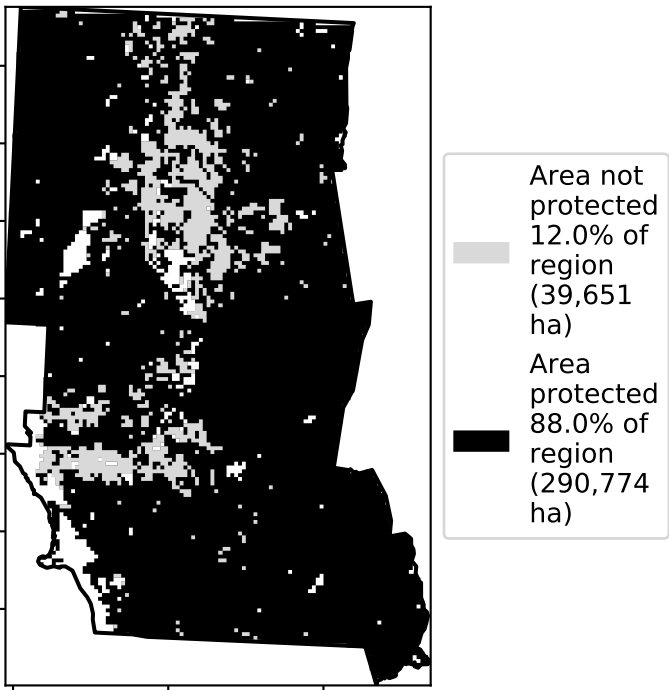 Area not
protected
12.0% of
region
(39,651
ha)
Area
protected
88.0% of
region
(290,774
ha)